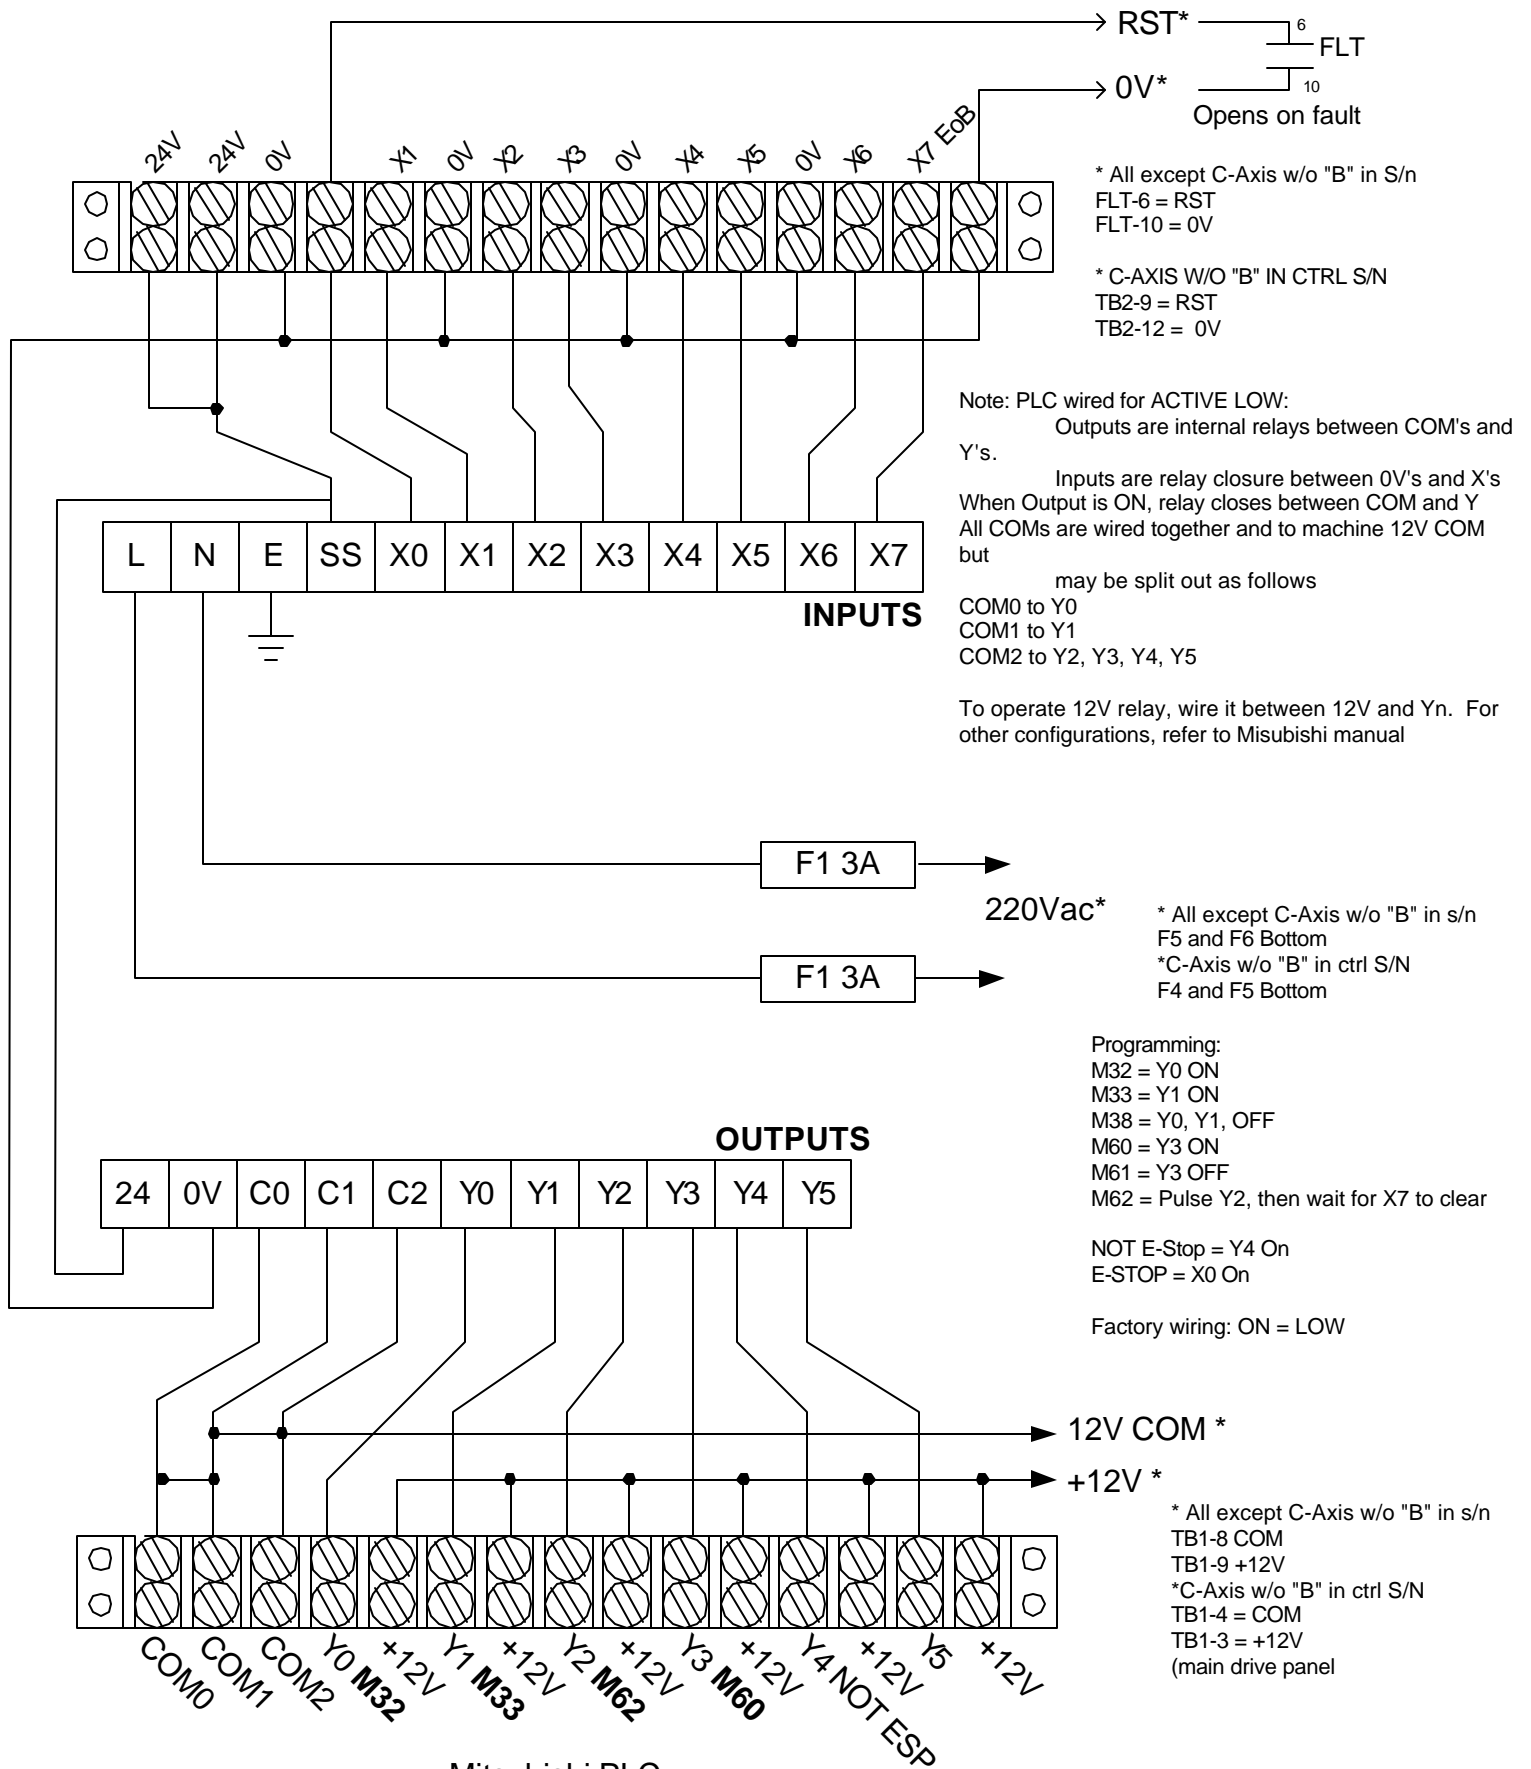 RST*
6
FLT
0V*
10
Opens on fault
24V 24V 0V X1 0V X2 X3 0V X4 X5 0V X6 X7 EoB
* All except C-Axis w/o "B" in S/n
FLT-6 = RST
FLT-10 = 0V
* C-AXIS W/O "B" IN CTRL S/N
TB2-9 = RST
TB2-12 = 0V
Note: PLC wired for ACTIVE LOW:
Outputs are internal relays between COM's and
Y's.
Inputs are relay closure between 0V's and X's
When Output is ON, relay closes between COM and Y
All COMs are wired together and to machine 12V COM
but
may be split out as follows
COM0 to Y0
COM1 to Y1
COM2 to Y2, Y3, Y4, Y5
To operate 12V relay, wire it between 12V and Yn. For
other configurations, refer to Misubishi manual
L N E SS X0 X1 X2 X3 X4 X5 X6 X7
INPUTS
F1 3A
220Vac*
F1 3A
* All except C-Axis w/o "B" in s/n
F5 and F6 Bottom
*C-Axis w/o "B" in ctrl S/N
F4 and F5 Bottom
Programming:
M32 = Y0 ON
M33 = Y1 ON
M38 = Y0, Y1, OFF
M60 = Y3 ON
M61 = Y3 OFF
M62 = Pulse Y2, then wait for X7 to clear
NOT E-Stop = Y4 On
E-STOP = X0 On
Factory wiring: ON = LOW
OUTPUTS
24 0V C0 C1 C2 Y0 Y1 Y2 Y3 Y4 Y5
12V COM *
+12V *
* All except C-Axis w/o "B" in s/n
TB1-8 COM
TB1-9 +12V
*C-Axis w/o "B" in ctrl S/N
TB1-4 = COM
TB1-3 = +12V
(main drive panel
COM0 COM1 COM2 Y0 M32 +12V Y1 M33 +12V Y2 M62 +12V Y3 M60 +12V Y4 NOT ESP +12V Y5 +12V
Mitsubishi PLC